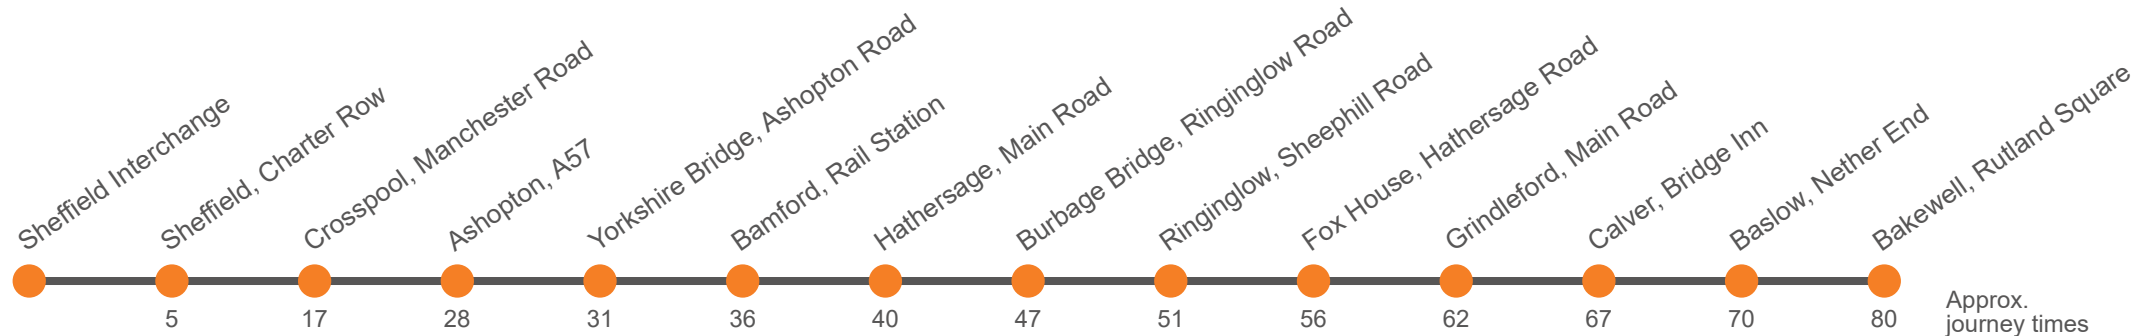 Sheffield Interchange
Sheffield, Charter Row
Crosspool, Manchester Road
Ashopton, A57
Yorkshire Bridge, Ashopton Road
Bamford, Rail Station
Hathersage, Main Road
Burbage Bridge, Ringinglow Road
Ringinglow, Sheephill Road
Fox House, Hathersage Road
Grindleford, Main Road
Calver, Bridge Inn
Baslow, Nether End
Bakewell, Rutland Square
5 17 28 31 36 40 47 51 56 62 67 70 80
Approx.
journey times